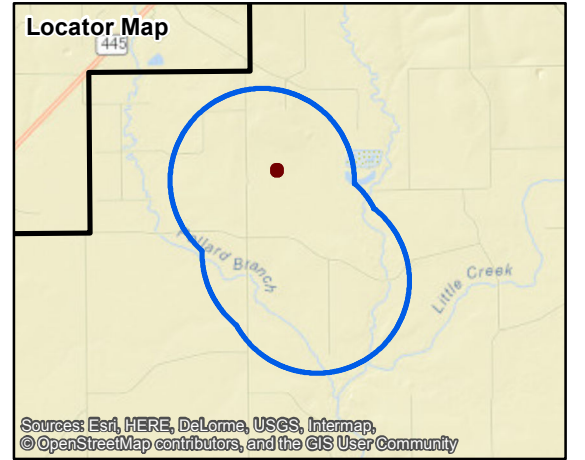 Locator Map
445
Pollard Branch
Little Creek
Sources: Esri, HERE, DeLorme, USGS, Intermap,
© OpenStreetMap contributors, and the GIS User Community